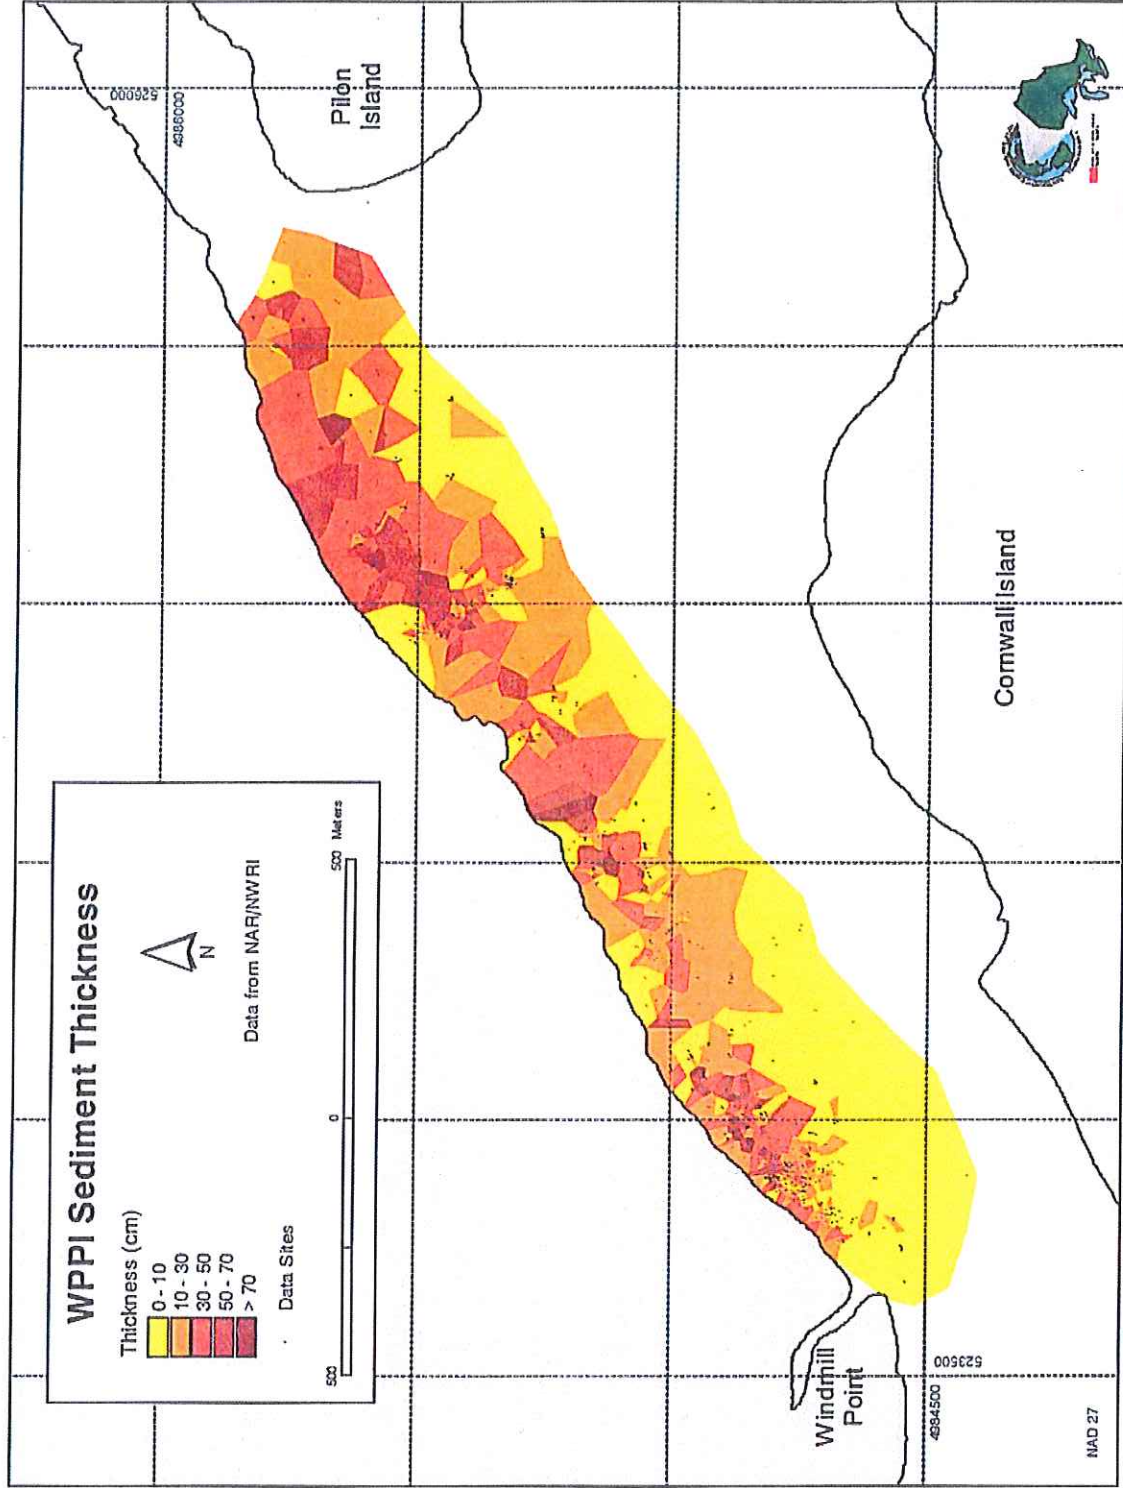 WPPI Sediment Thickness
Thickness (cm)
0 - 10
10 - 30
30 - 50
50 - 70
> 70
Data Sites
N
Data from NAR/NWRI
500
0
500 Meters
526000
4986000
Pilon
Island
Cornwall Island
Windmill
Point
523500
4984500
NAD 27